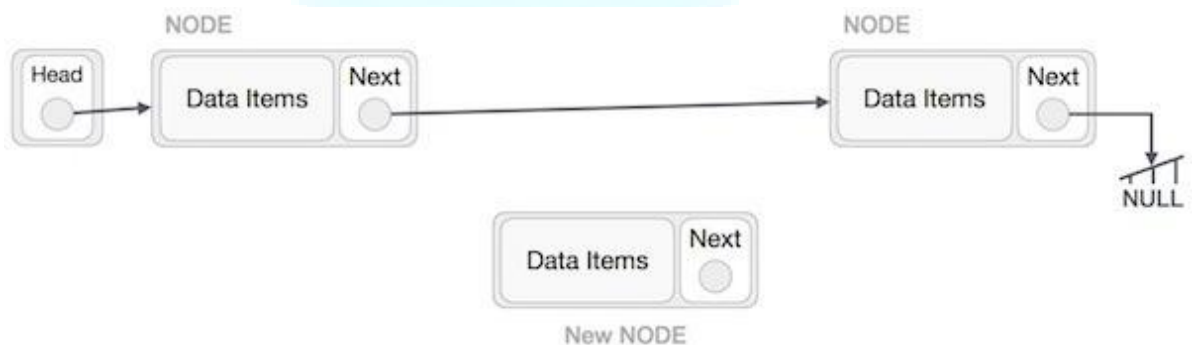 NODE
NODE
Head
Data Items
Next
Data Items
Next
NULL
Data Items
Next
New NODE